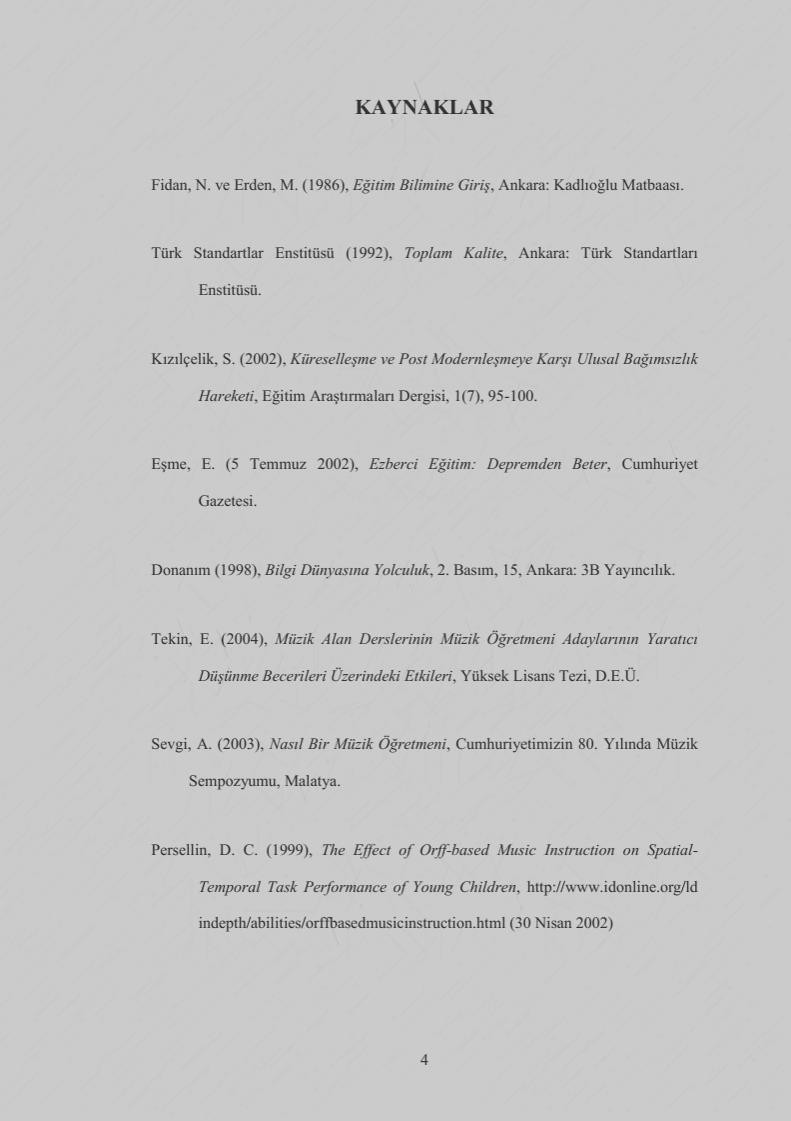 KAYNAKLAR
Fidan, N. ve Erden, M. (1986), Eğitim Bilimine Giriş, Ankara: Kadlıoğlu Matbaası.
Türk Standartlar Enstitüsü (1992), Toplam Kalite, Ankara: Türk Standartları
Enstitüsü.
Kızılçelik, S. (2002), Küreselleşme ve Post Modernleşmeye Karşı Ulusal Bağımsızlık
Hareketi, Eğitim Araştırmaları Dergisi, 1(7), 95-100.
Eşme, E. (5 Temmuz 2002), Ezberci Eğitim: Depremden Beter, Cumhuriyet
Gazetesi.
Donanım (1998), Bilgi Dünyasına Yolculuk, 2. Basım, 15, Ankara: 3B Yayıncılık.
Tekin, E. (2004), Müzik Alan Derslerinin Müzik Öğretmeni Adaylarının Yaratıcı
Düşünme Becerileri Üzerindeki Etkileri, Yüksek Lisans Tezi, D.E.Ü.
Sevgi, A. (2003), Nasıl Bir Müzik Öğretmeni, Cumhuriyetimizin 80. Yılında Müzik
Sempozyumu, Malatya.
Persellin, D. C. (1999), The Effect of Orff-based Music Instruction on Spatial-
Temporal Task Performance of Young Children, http://www.idonline.org/ld
indepth/abilities/orffbasedmusicinstruction.html (30 Nisan 2002)
4